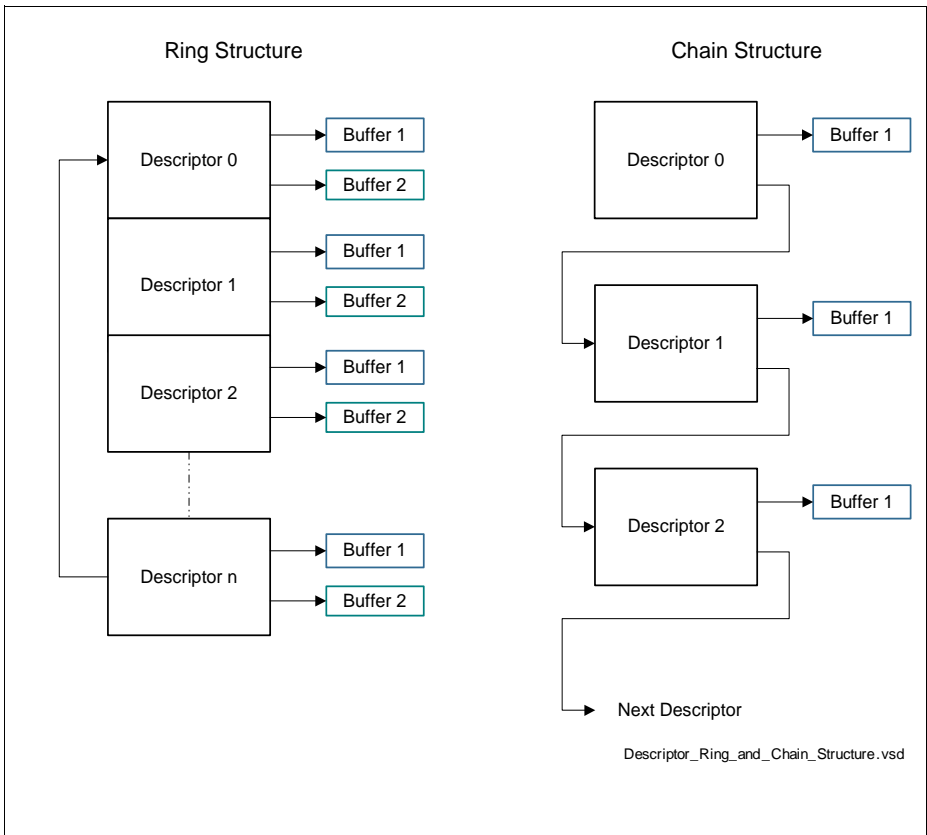 Ring Structure
Descriptor 0
Buffer 1
Buffer 2
Descriptor 1
Buffer 1
Buffer 2
Descriptor 2
Buffer 1
Buffer 2
Descriptor n
Buffer 1
Buffer 2
Chain Structure
Descriptor 0
Buffer 1
Descriptor 1
Buffer 1
Descriptor 2
Buffer 1
Next Descriptor
Descriptor_Ring_and_Chain_Structure.vsd